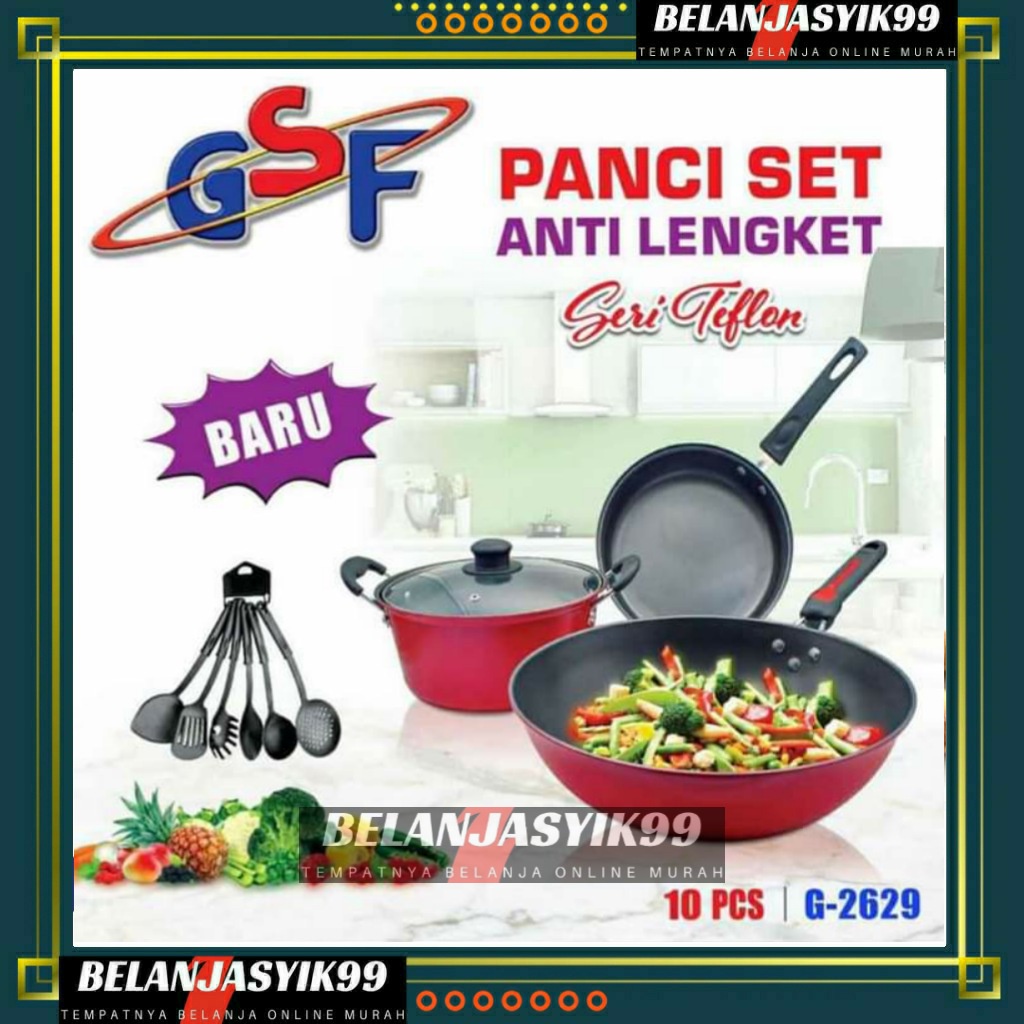 BELANJASYIK99
TEMPATNYA BELANJA ONLINE MURAH
GSF
PANCI SET
ANTI LENGKET
Seri Teflon
BARU
BELANJASYIK99
TEMPATNYA BELANJA ONLINE MURAH
10 PCS | G-2629
BELANJASYIK99
TEMPATNYA BELANJA ONLINE MURAH